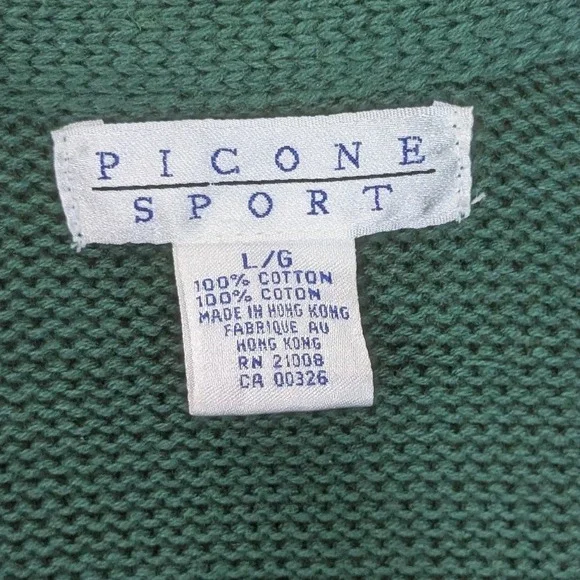 PICONE
SPORT
L/G
100% COTTON
100% COTON
MADE IN HONG KONG
FABRIQUE AU
HONG KONG
RN 21008
CA 00326